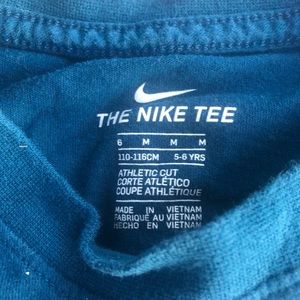 THE NIKE TEE
6 M M M
110-116CM 5-6 YRS
ATHLETIC CUT
CORTE ATLÉTICO
COUPE ATHLÉTIQUE
MADE IN VIETNAM
FABRIQUÉ AU VIETNAM
HECHO EN VIETNAM